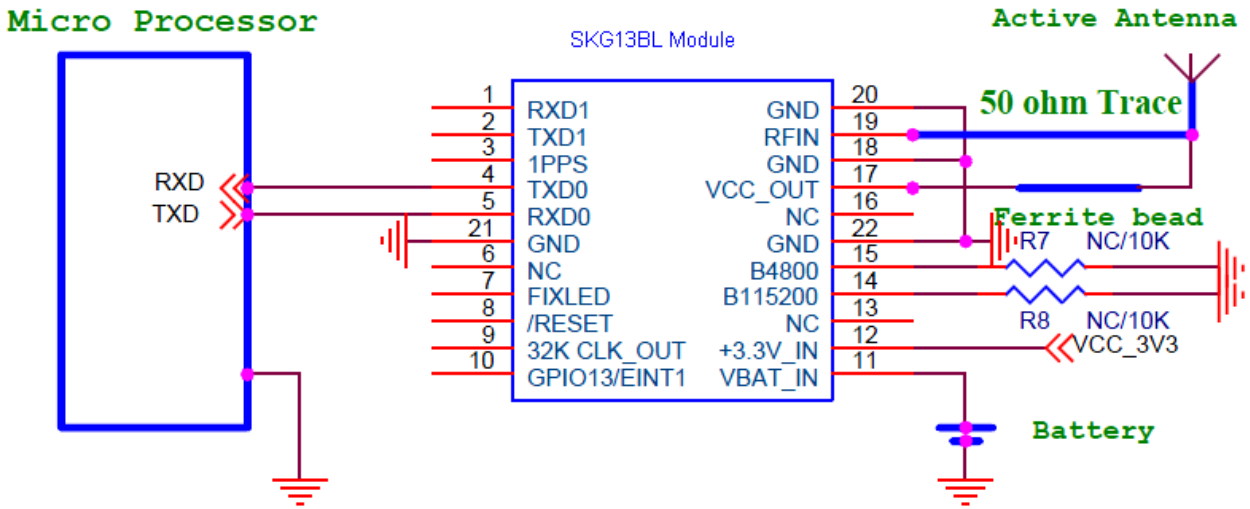 Micro Processor
Active Antenna
SKG13BL Module
50 ohm Trace
RXD
TXD
1 RXD1
2 TXD1
3 1PPS
4 TXD0
5 RXD0
21 GND
6 NC
7 FIXLED
8 /RESET
9 32K CLK_OUT
10 GPIO13/EINT1
GND 20
RFIN 19
GND 18
VCC_OUT 17
NC 16
GND 22
B4800 15
B115200 14
NC 13
+3.3V_IN 12
VBAT_IN 11
Ferrite bead
R7 NC/10K
R8 NC/10K
VCC_3V3
Battery